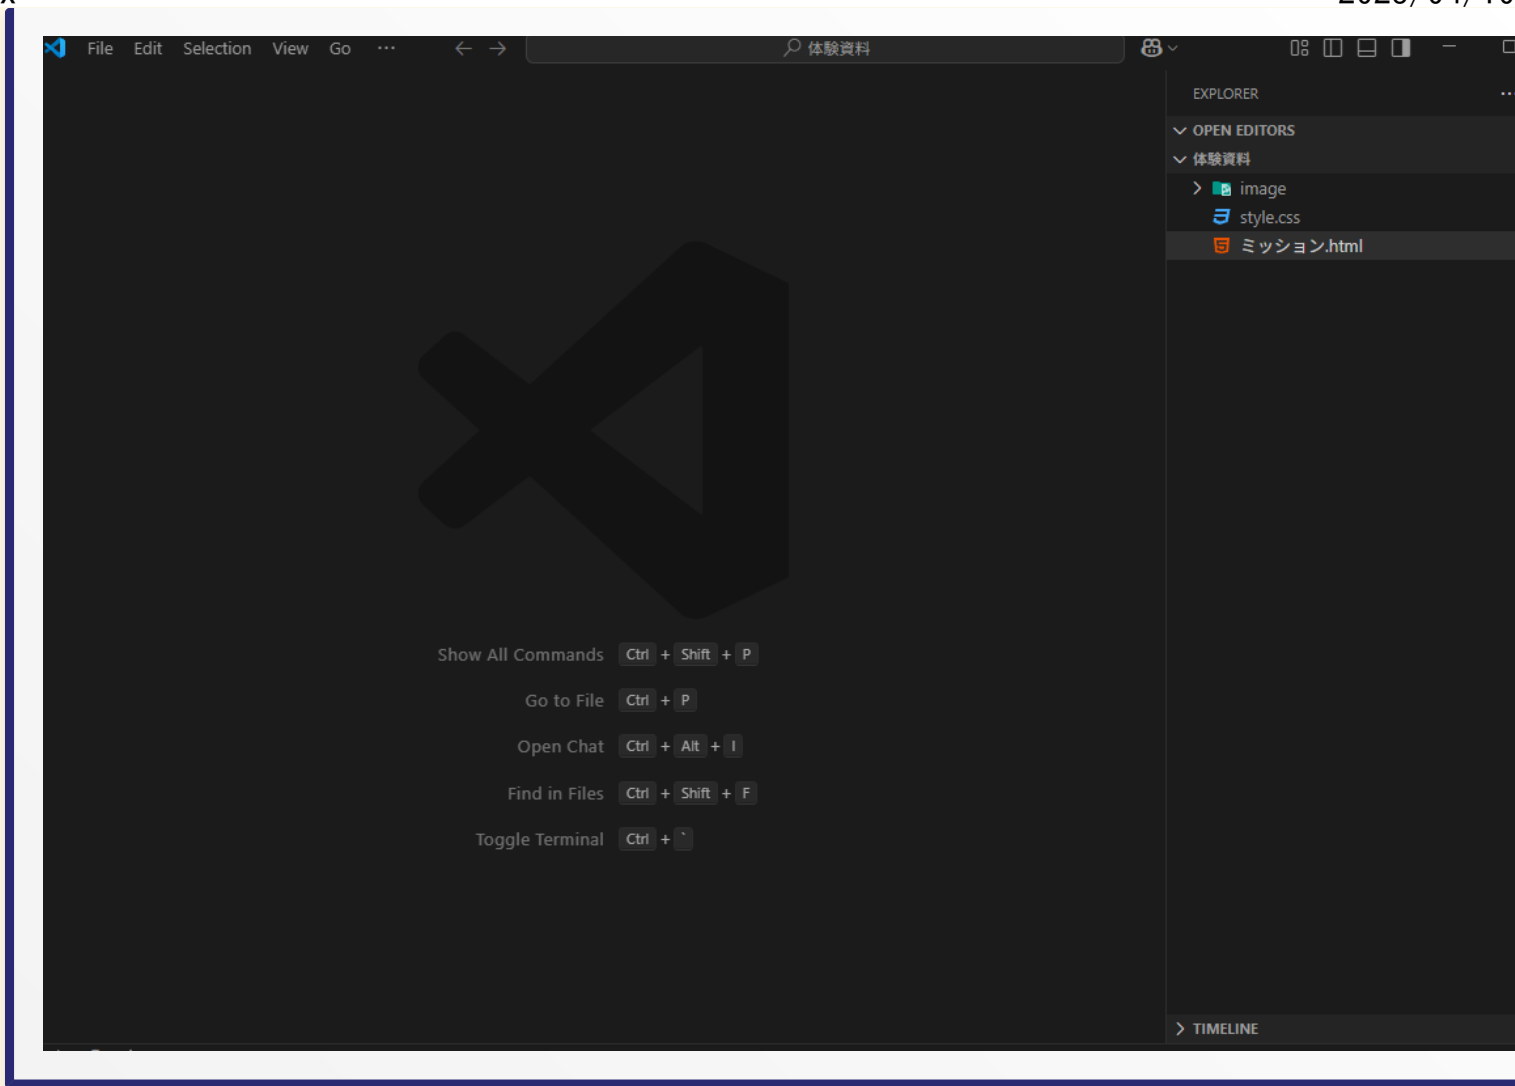 File Edit Selection View Go ··· ← → 体験資料
EXPLORER ···
OPEN EDITORS
体験資料
image
style.css
ミッション.html
Show All Commands Ctrl + Shift + P
Go to File Ctrl + P
Open Chat Ctrl + Alt + I
Find in Files Ctrl + Shift + F
Toggle Terminal Ctrl + `
TIMELINE